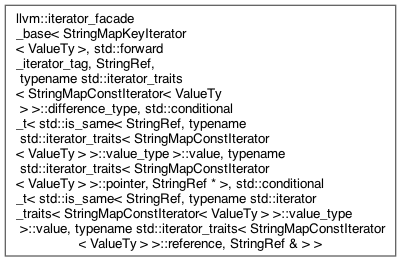 llvm::iterator_facade
_base< StringMapKeyIterator
< ValueTy >, std::forward
_iterator_tag, StringRef,
typename std::iterator_traits
< StringMapConstIterator< ValueTy
> >::difference_type, std::conditional
_t< std::is_same< StringRef, typename
std::iterator_traits< StringMapConstIterator
< ValueTy > >::value_type >::value, typename
std::iterator_traits< StringMapConstIterator
< ValueTy > >::pointer, StringRef * >, std::conditional
_t< std::is_same< StringRef, typename std::iterator
_traits< StringMapConstIterator< ValueTy > >::value_type
>::value, typename std::iterator_traits< StringMapConstIterator
< ValueTy > >::reference, StringRef & > >